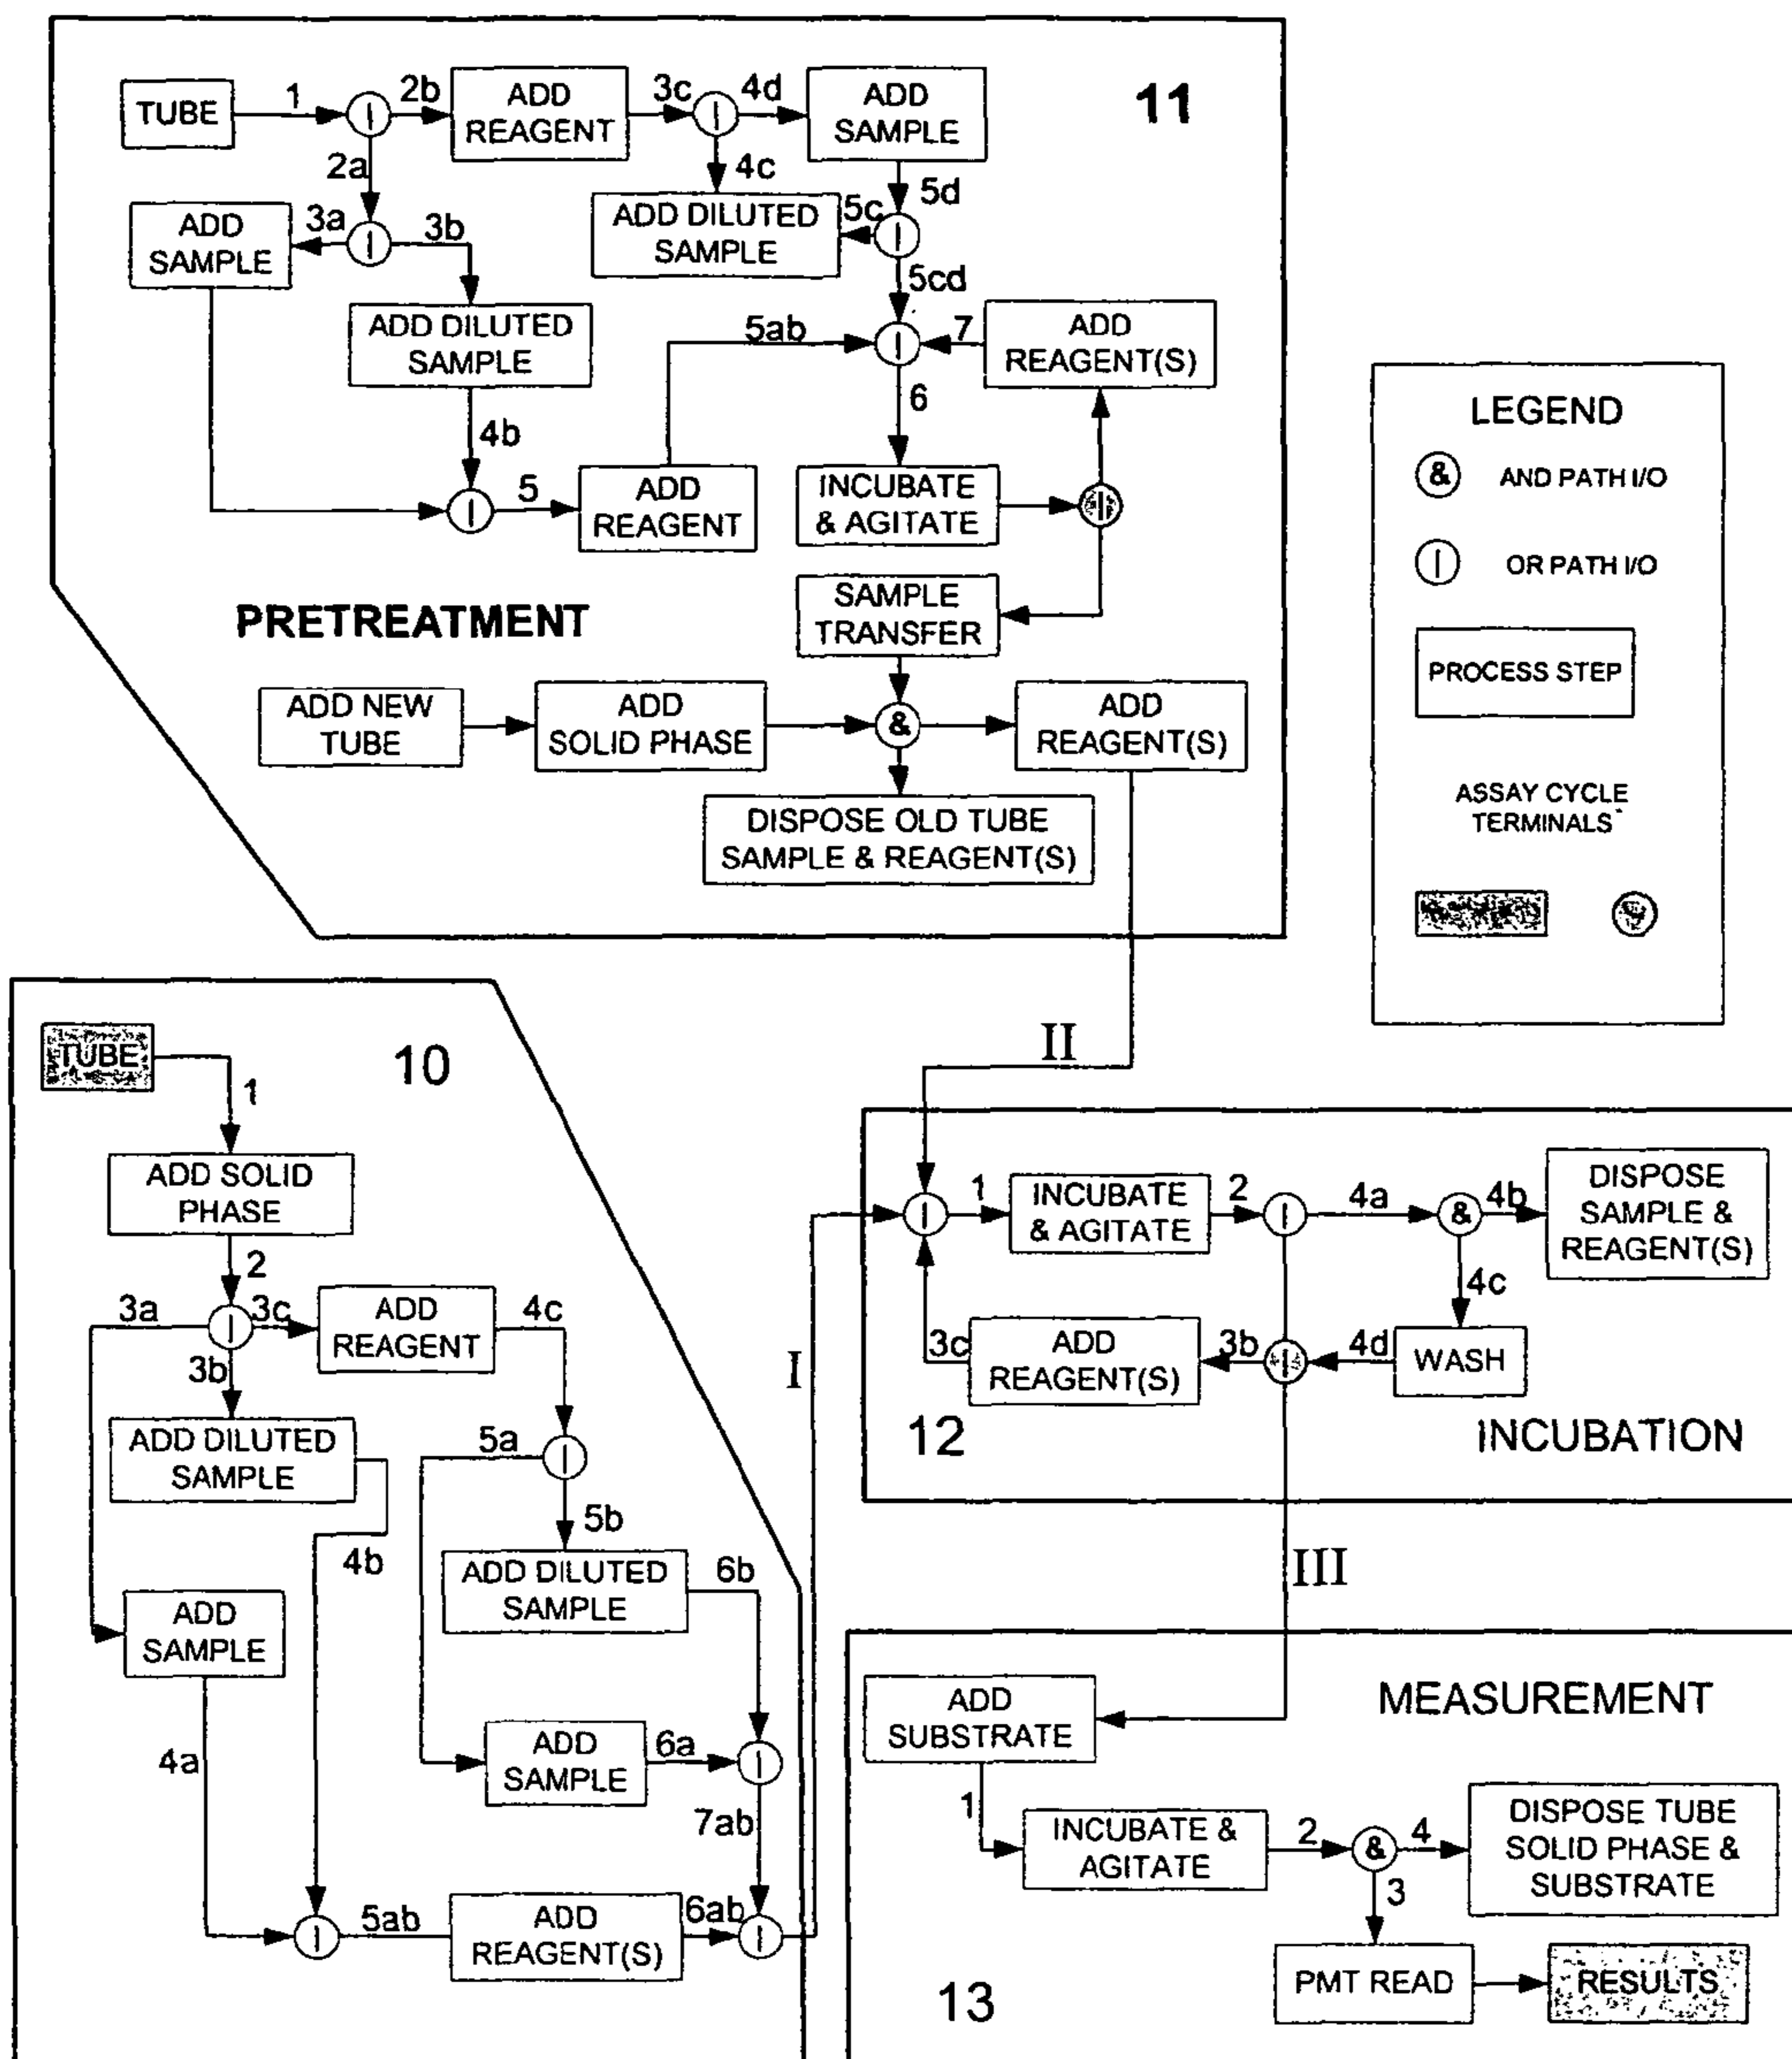 TUBE
1
2b
ADD
REAGENT
3c
4d
ADD
SAMPLE
11
2a
4c
5d
ADD
SAMPLE
3a
3b
ADD DILUTED
SAMPLE
5c
5cd
ADD DILUTED
SAMPLE
5ab
7
ADD
REAGENT(S)
6
4b
5
ADD
REAGENT
INCUBATE
& AGITATE
PRETREATMENT
SAMPLE
TRANSFER
ADD NEW
TUBE
ADD
SOLID PHASE
&
ADD
REAGENT(S)
DISPOSE OLD TUBE
SAMPLE & REAGENT(S)
LEGEND
& AND PATH I/O
| OR PATH I/O
PROCESS STEP
ASSAY CYCLE
TERMINALS
TUBE
10
1
ADD SOLID
PHASE
2
3a
3c
ADD
REAGENT
4c
3b
ADD DILUTED
SAMPLE
5a
5b
4b
ADD DILUTED
SAMPLE
6b
ADD
SAMPLE
4a
ADD
SAMPLE
6a
7ab
5ab
ADD
REAGENT(S)
6ab
I
II
1
INCUBATE
& AGITATE
2
4a
&
4b
DISPOSE
SAMPLE &
REAGENT(S)
4c
3c
ADD
REAGENT(S)
3b
4d
WASH
12
INCUBATION
III
MEASUREMENT
ADD
SUBSTRATE
1
INCUBATE &
AGITATE
2
&
4
DISPOSE TUBE
SOLID PHASE &
SUBSTRATE
3
PMT READ
RESULTS
13